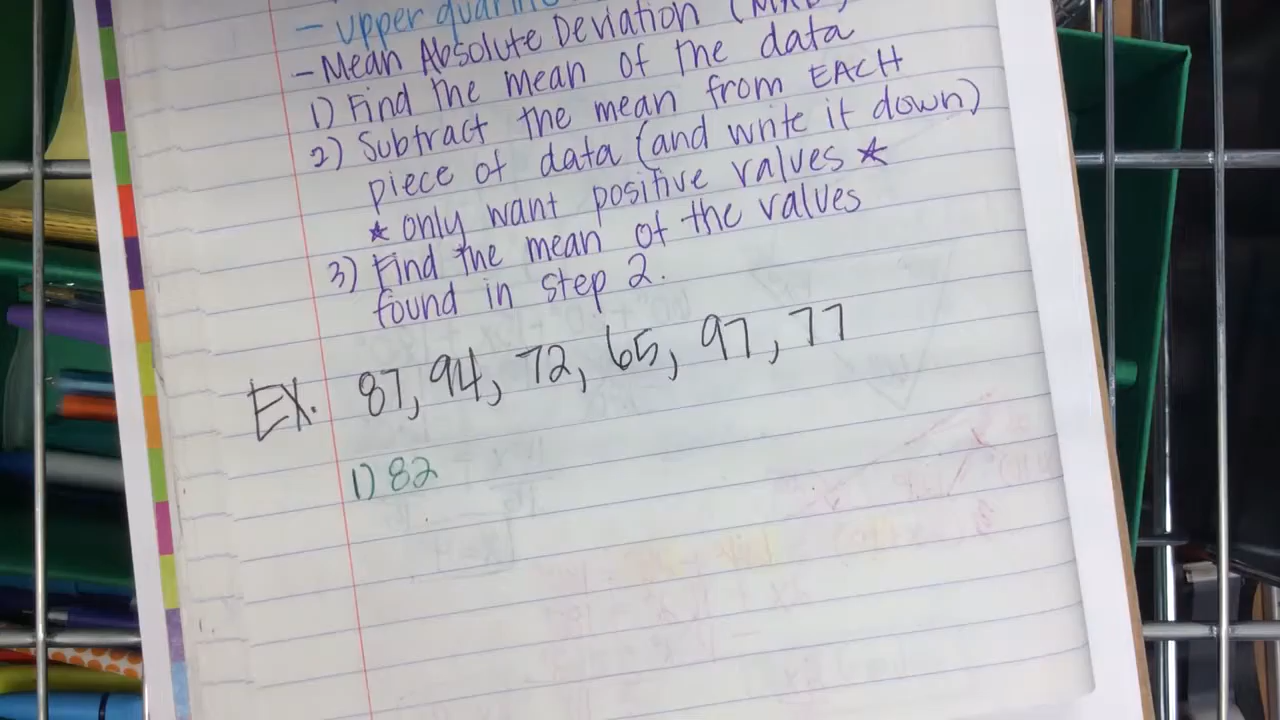 - upper
- Mean Absolute Deviation (MAD)
1) Find the mean of the data
2) Subtract the mean from EACH
piece of data (and write it down)
* only want positive values *
3) Find the mean of the values
found in step 2.
EX. 87, 94, 72, 65, 97, 77
1) 82